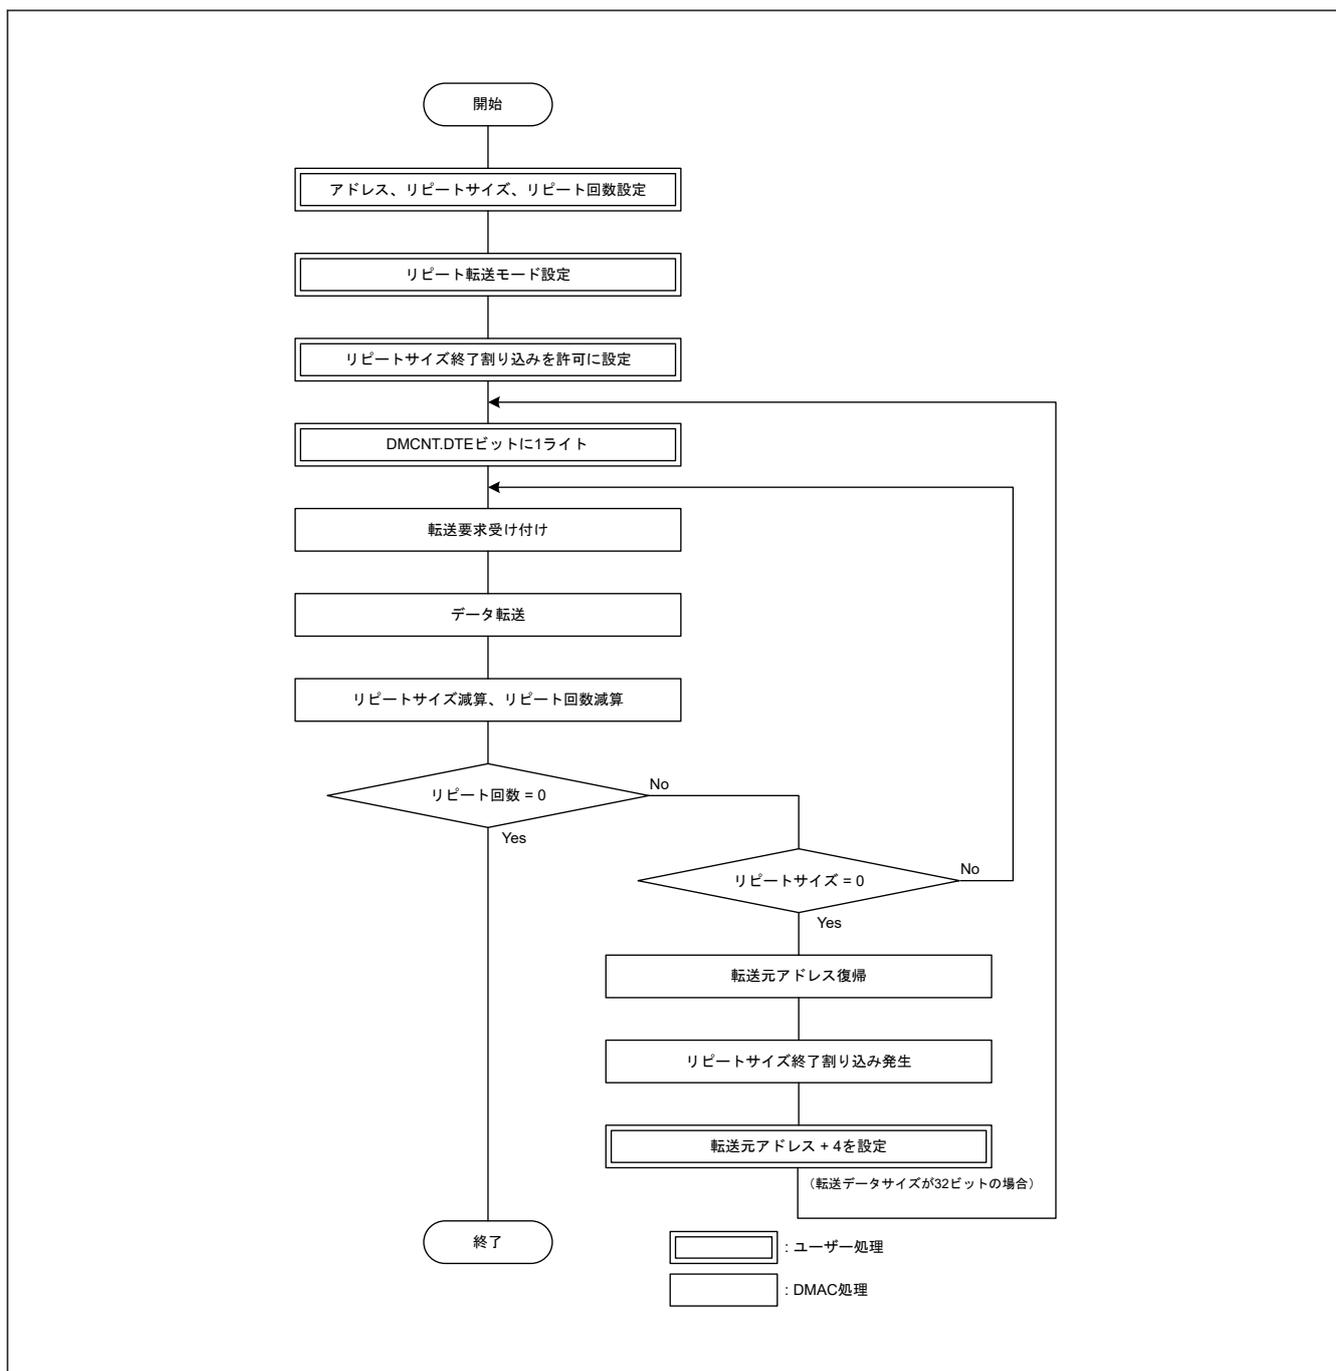 開始
アドレス、リピートサイズ、リピート回数設定
リピート転送モード設定
リピートサイズ終了割り込みを許可に設定
DMCNT.DTEビットに1ライト
転送要求受け付け
データ転送
リピートサイズ減算、リピート回数減算
リピート回数 = 0
No
Yes
リピートサイズ = 0
No
Yes
転送元アドレス復帰
リピートサイズ終了割り込み発生
転送元アドレス + 4を設定
（転送データサイズが32ビットの場合）
終了
: ユーザー処理
: DMAC処理